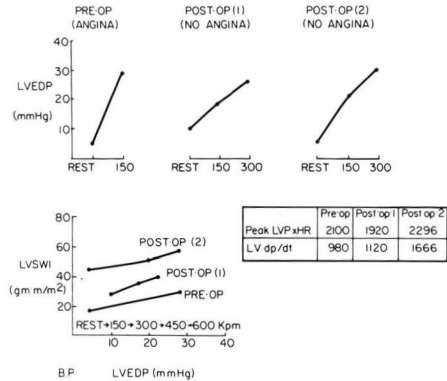 PRE-OP POST-OP (1) POST-OP (2)
(ANGINA) (NO ANGINA) (NO ANGINA)
40
LVEDP 30
20
(mmHg)
10
REST 150 REST 150 300 REST 150 300
80
60 POST OP (2)
LVSWI
40 POST-OP (1)
(gm m/m²)
20 PRE-OP
REST→150→300→450→600 Kpm
10 20 30 40
B P LVEDP (mmHg)
Pre-op Post op 1 Post op 2
Peak LVP xHR 2100 1920 2296
LV dp/dt 980 1120 1666